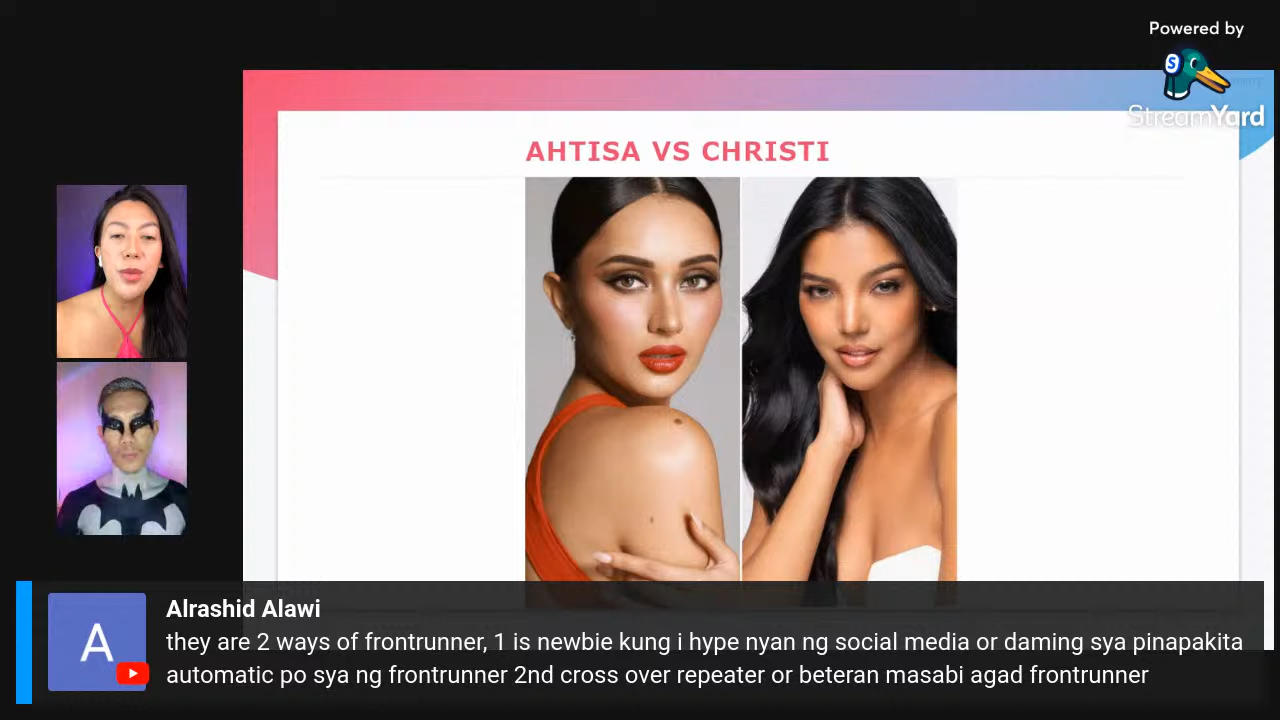 Powered by
StreamYard
AHTISA VS CHRISTI
Alrashid Alawi
they are 2 ways of frontrunner, 1 is newbie kung i hype nyan ng social media or daming sya pinapakita
automatic po sya ng frontrunner 2nd cross over repeater or beteran masabi agad frontrunner